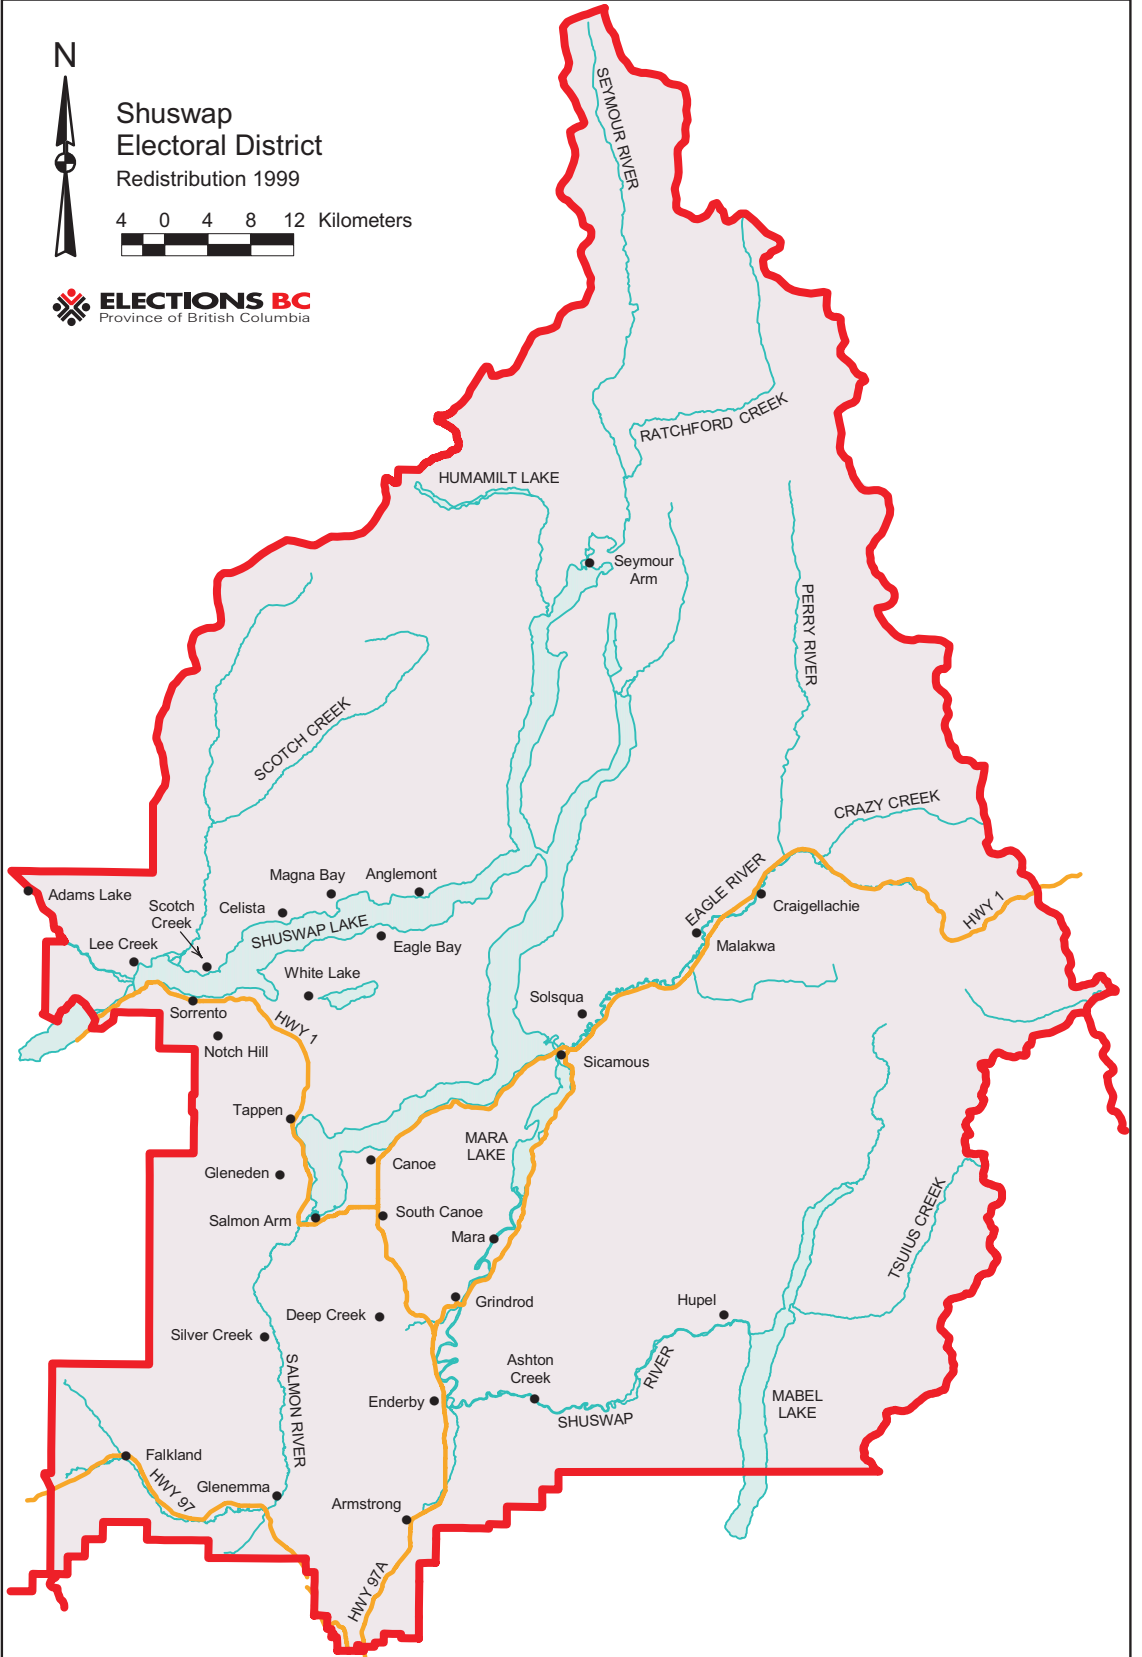 N
Shuswap
Electoral District
Redistribution 1999
4 0 4 8 12 Kilometers
ELECTIONS BC
Province of British Columbia
SEYMOUR RIVER
RATCHFORD CREEK
HUMAMILT LAKE
Seymour
Arm
PERRY RIVER
SCOTCH CREEK
CRAZY CREEK
EAGLE RIVER
Magna Bay
Anglemont
Adams Lake
Scotch
Creek
Celista
Craigellachie
HWY 1
SHUSWAP LAKE
Lee Creek
Eagle Bay
Malakwa
White Lake
Solsqua
Sorrento
HWY 1
Notch Hill
Sicamous
Tappen
MARA
LAKE
Gleneden
Canoe
Salmon Arm
South Canoe
Mara
TSUIUS CREEK
Grindrod
Hupel
Deep Creek
Silver Creek
SALMON RIVER
Ashton
Creek
RIVER
Enderby
SHUSWAP
MABEL
LAKE
Falkland
HWY 97
Glenemma
Armstrong
HWY 97A